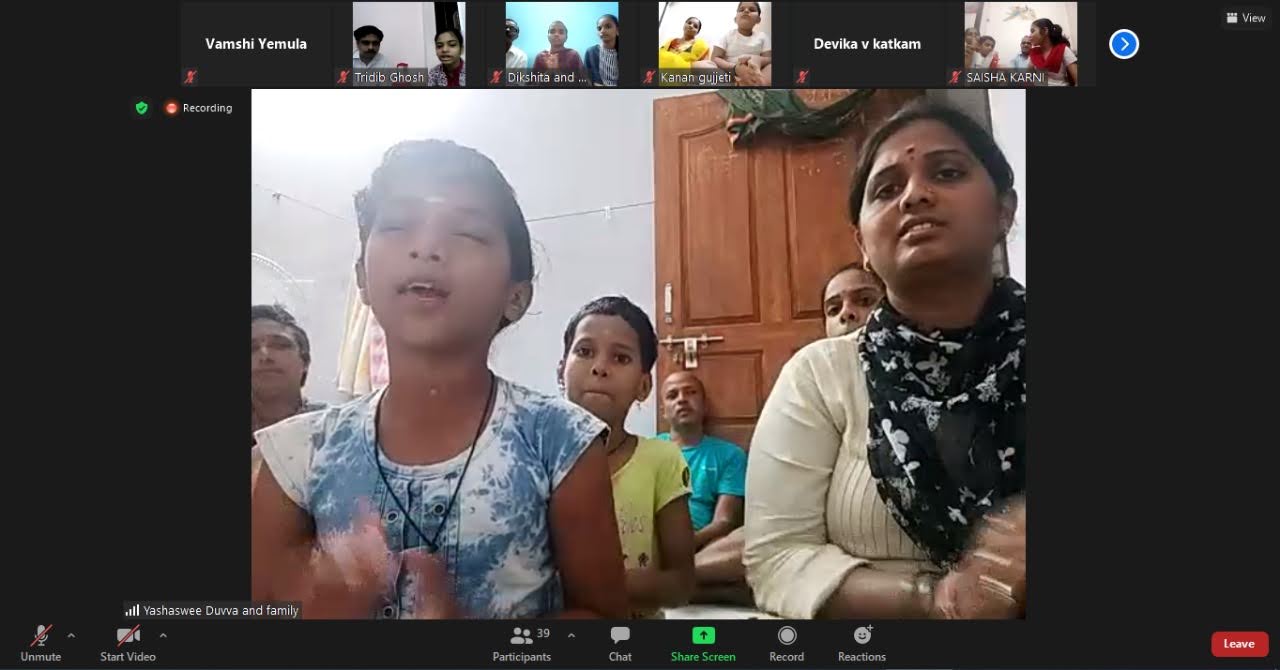 View
Vamshi Yemula
Tridib Ghosh
Dikshita and ...
Kanan gujjeti
Devika v katkam
SAISHA KARNI
Recording
Yashaswee Duvva and family
Unmute
Start Video
39
Participants
Chat
Share Screen
Record
Reactions
Leave